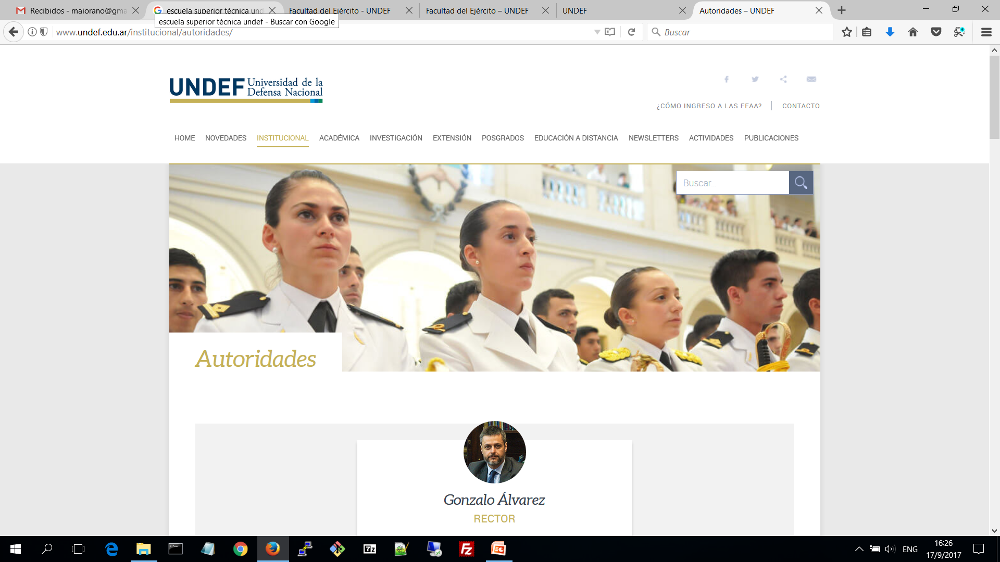 Recibidos - maiorano@gma
escuela superior técnica und
Facultad del Ejército - UNDEF
Facultad del Ejército – UNDEF
UNDEF
Autoridades – UNDEF
escuela superior técnica undef - Buscar con Google
www.undef.edu.ar/institucional/autoridades/
Buscar
UNDEF Universidad de la
Defensa Nacional
¿CÓMO INGRESO A LAS FFAA?
CONTACTO
HOME NOVEDADES INSTITUCIONAL ACADÉMICA INVESTIGACIÓN EXTENSIÓN POSGRADOS EDUCACIÓN A DISTANCIA NEWSLETTERS ACTIVIDADES PUBLICACIONES
Buscar...
Autoridades
Gonzalo Álvarez
RECTOR
7z
Fz
ENG
16:26
17/9/2017